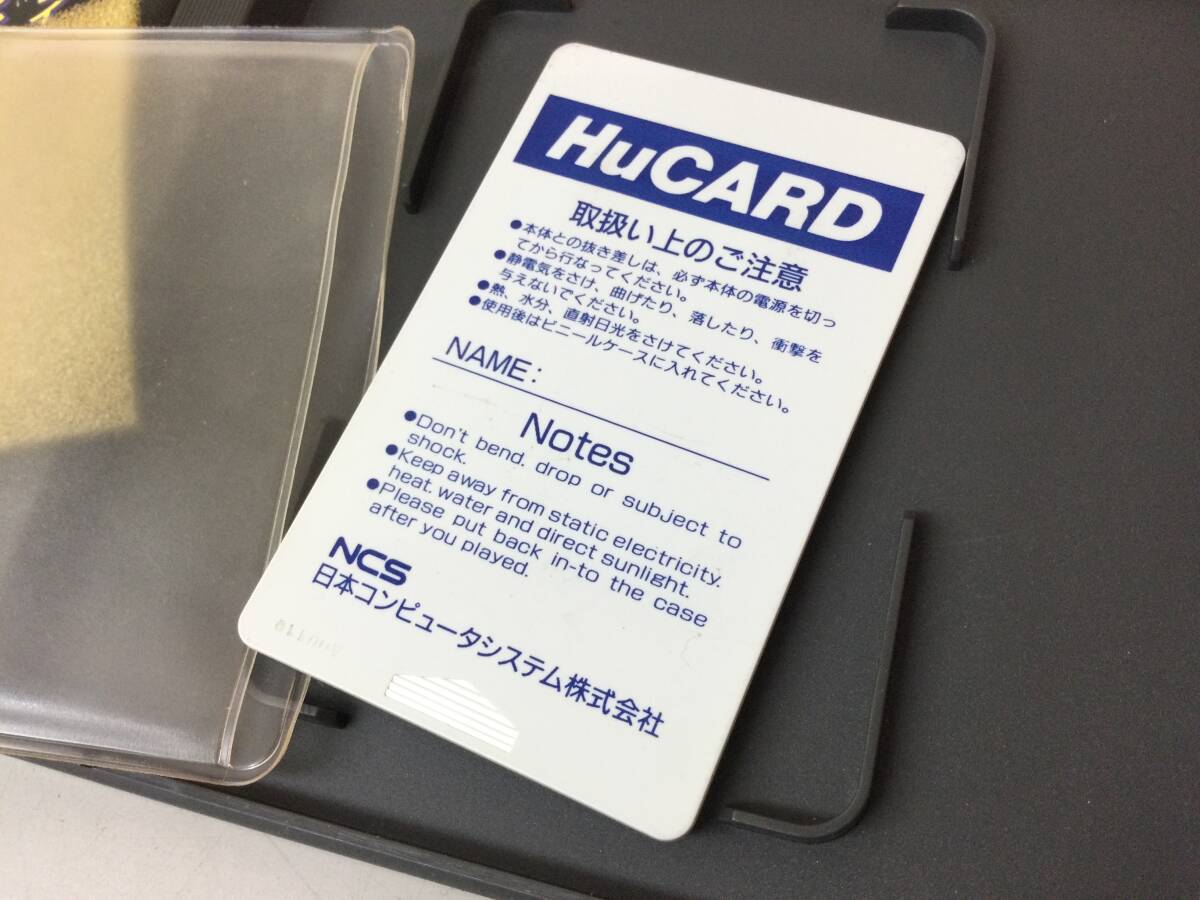 HuCARD
取扱い上のご注意
●本体との抜き差しは、必ず本体の電源を切っ
てから行なってください。
●静電気をさけ、曲げたり、落したり、衝撃を
与えないでください。
●熱、水分、直射日光をさけてください。
●使用後はビニールケースに入れてください。
NAME:
Notes
●Don't bend. drop or subject to
shock.
●Keep away from static electricity.
heat. water and direct sunlight.
●Please put back in-to the case
after you played.
NCS
日本コンピュータシステム株式会社